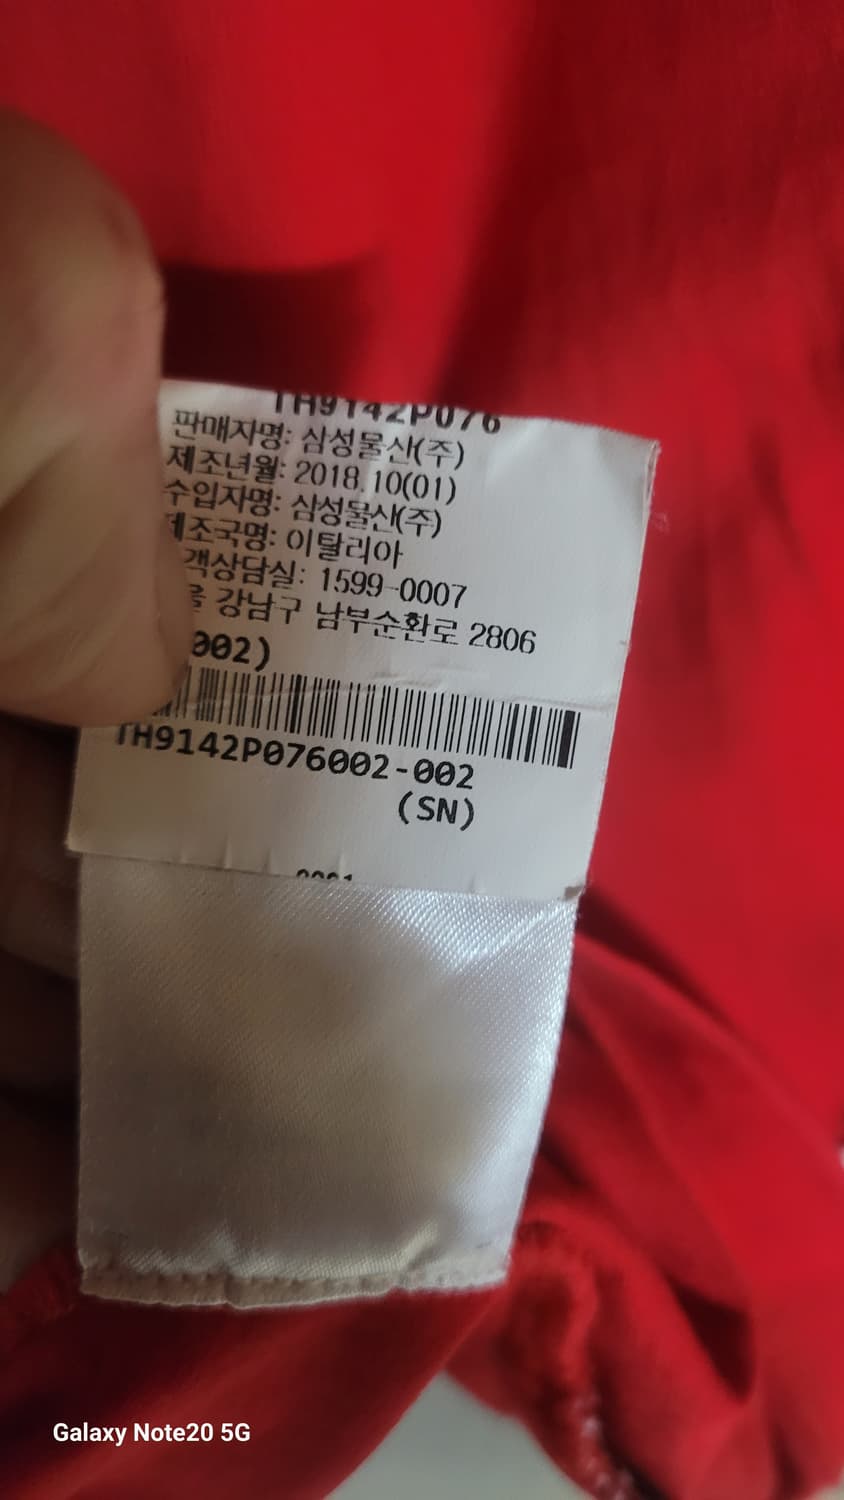 TH9142P076
판매자명: 삼성물산(주)
제조년월: 2018.10(01)
수입자명: 삼성물산(주)
제조국명: 이탈리아
객상담실: 1599-0007
울 강남구 남부순환로 2806
002)
TH9142P076002-002
(SN)
Galaxy Note20 5G